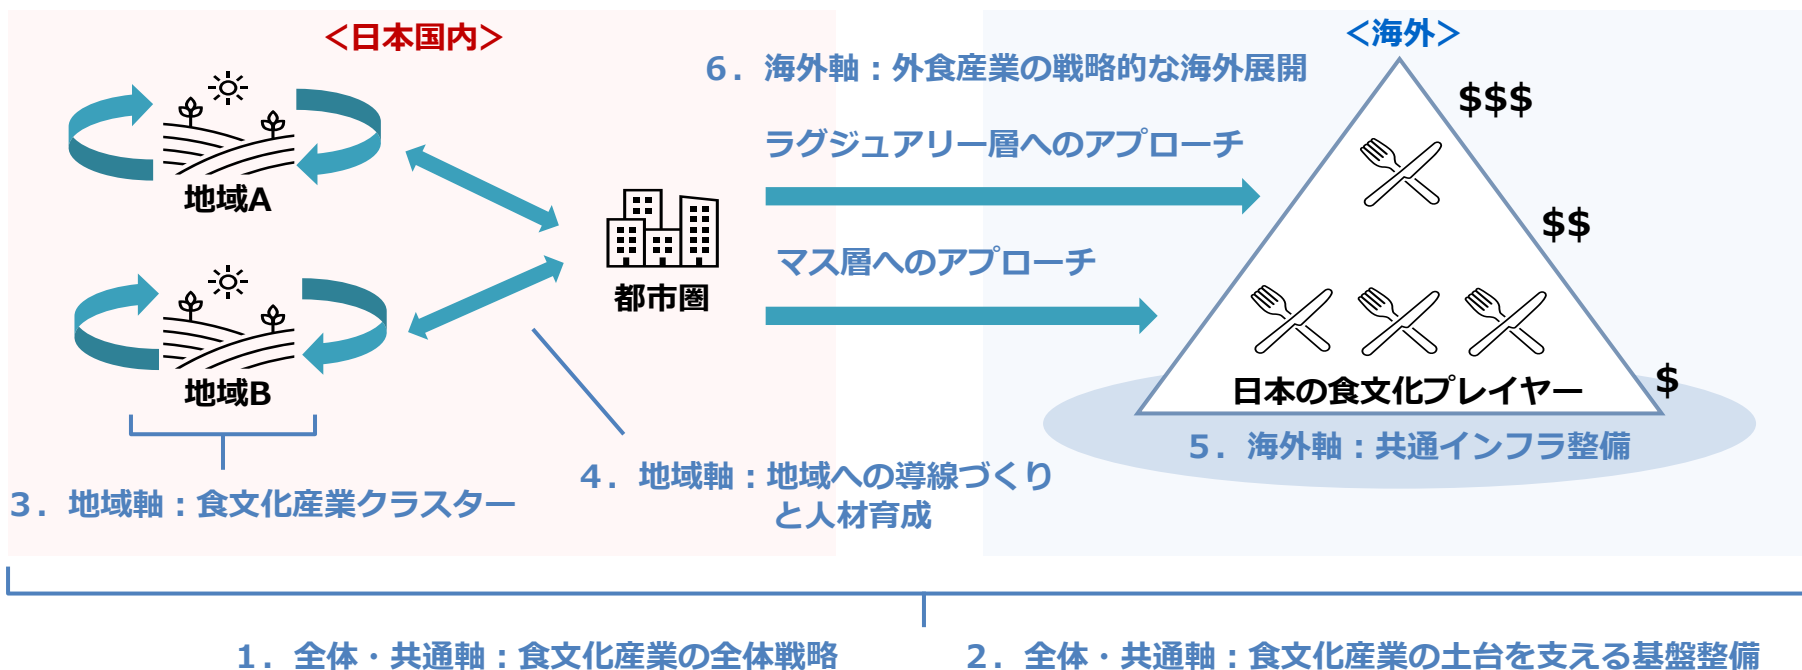 ＜日本国内＞
＜海外＞
6．海外軸：外食産業の戦略的な海外展開
$$$
ラグジュアリー層へのアプローチ
地域A
$$
マス層へのアプローチ
都市圏
地域B
$
日本の食文化プレイヤー
5．海外軸：共通インフラ整備
4．地域軸：地域への導線づくり
と人材育成
3．地域軸：食文化産業クラスター
1．全体・共通軸：食文化産業の全体戦略
2．全体・共通軸：食文化産業の土台を支える基盤整備